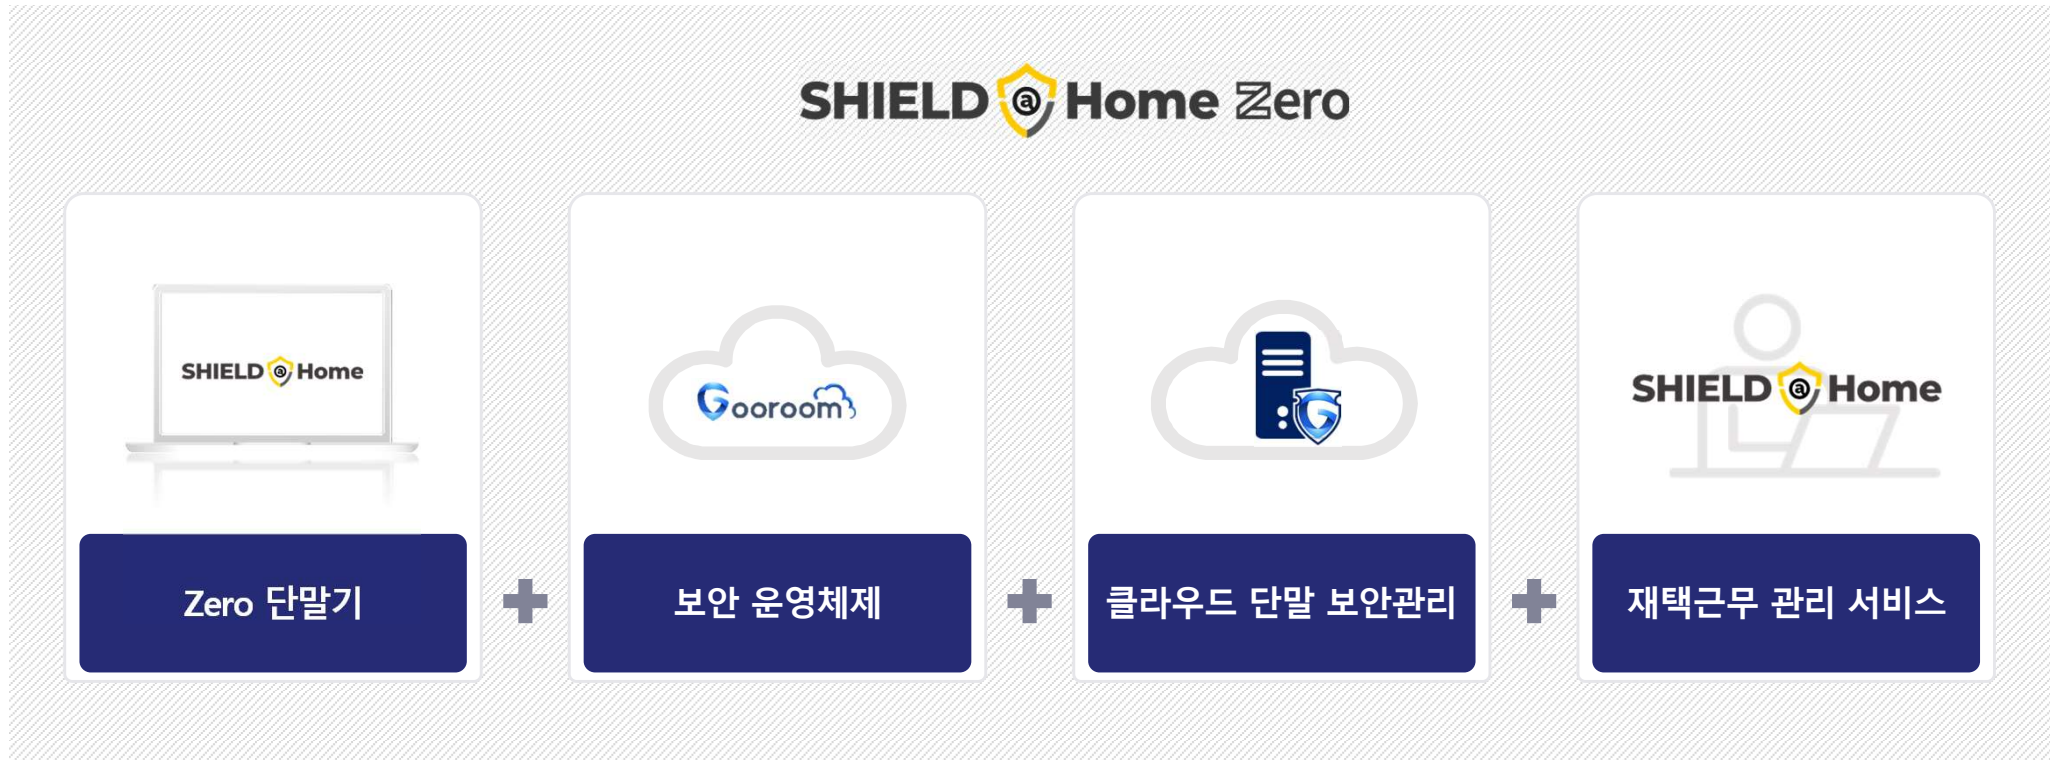 SHIELD @ Home Zero
SHIELD @ Home
Gooroom
G
SHIELD @ Home
Zero 단말기
보안 운영체제
클라우드 단말 보안관리
재택근무 관리 서비스